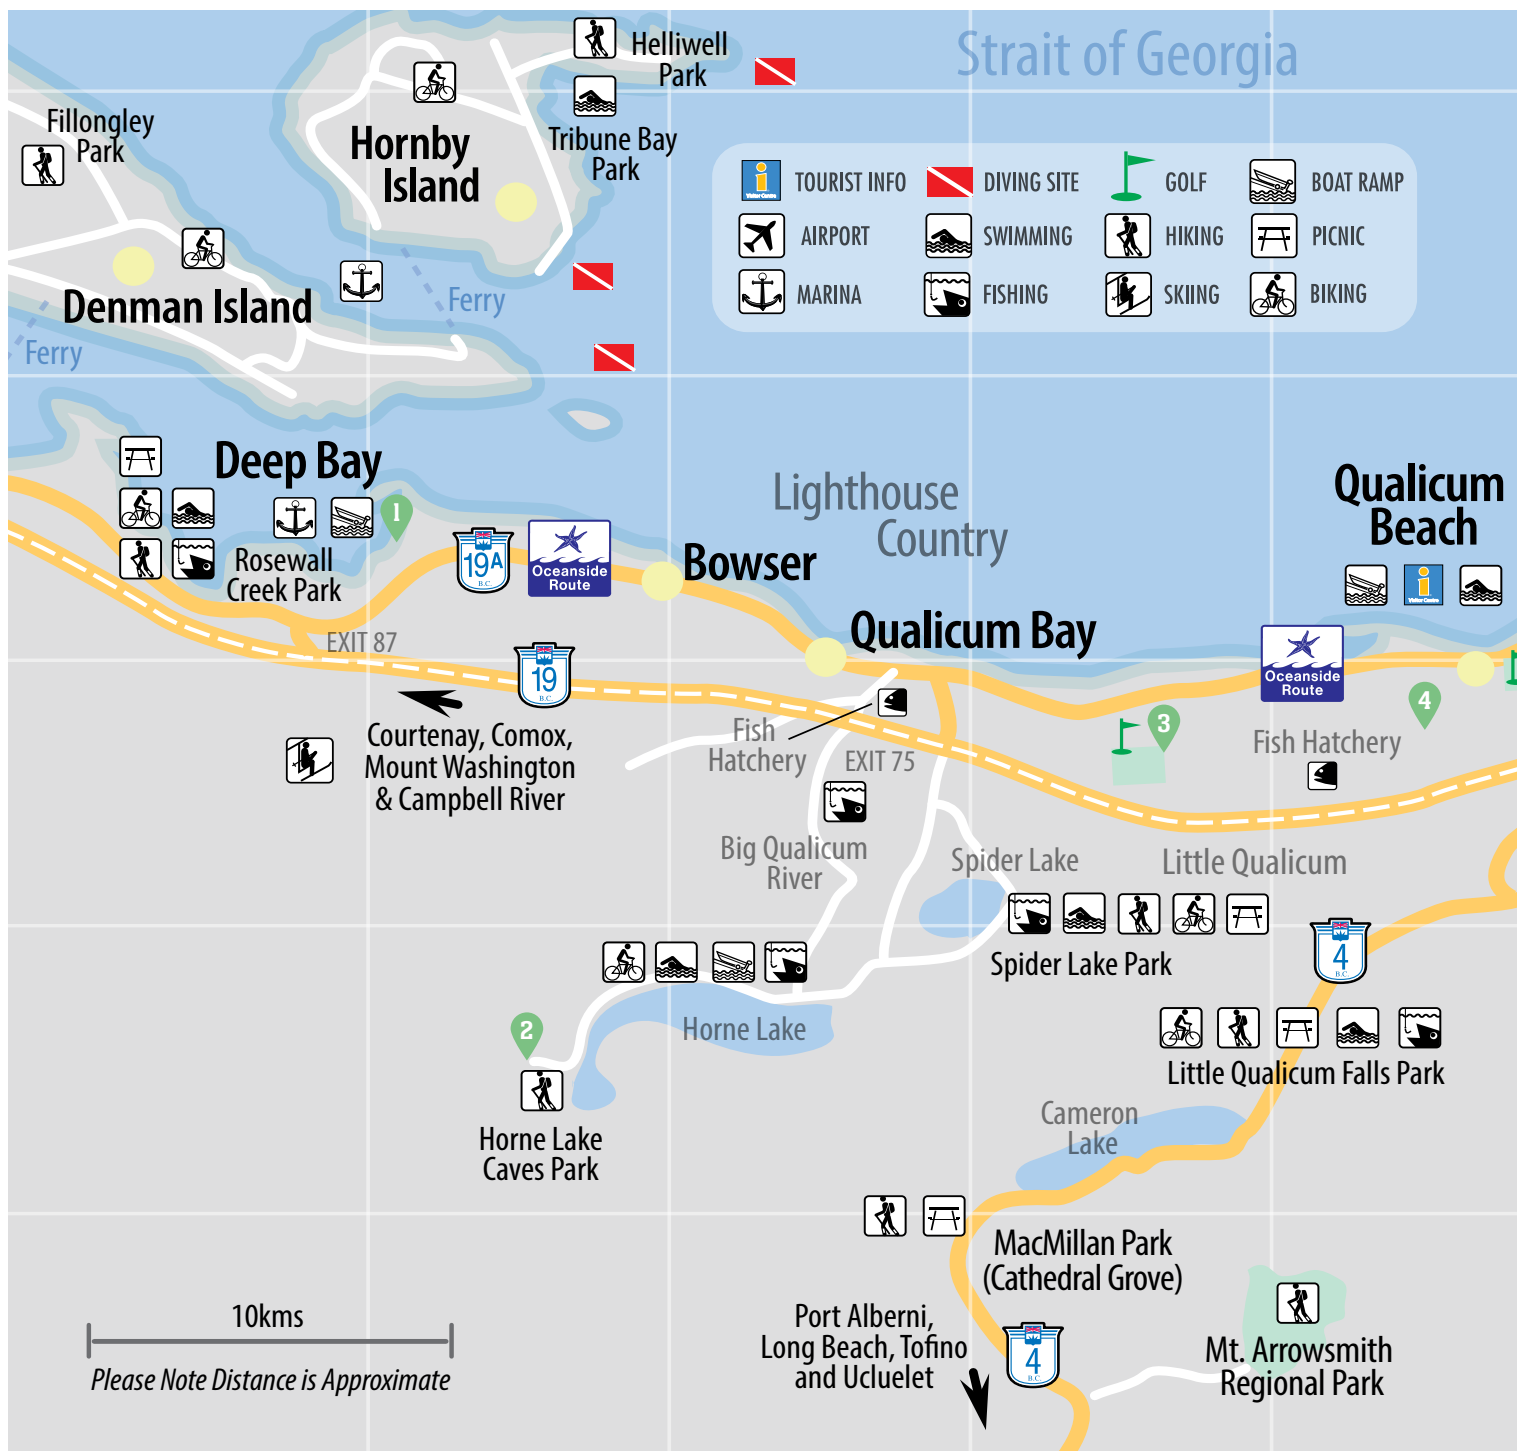 Strait of Georgia
Helliwell
Park
Fillongley
Park
Hornby
Island
Tribune Bay
Park
TOURIST INFO
DIVING SITE
GOLF
BOAT RAMP
AIRPORT
SWIMMING
HIKING
PICNIC
MARINA
FISHING
SKIING
BIKING
Denman Island
Ferry
Ferry
Deep Bay
1
Rosewall
Creek Park
19A
B.C.
Oceanside
Route
Bowser
Lighthouse
Country
Qualicum
Beach
Qualicum Bay
EXIT 87
19
B.C.
Oceanside
Route
Courtenay, Comox,
Mount Washington
& Campbell River
Fish
Hatchery
EXIT 75
3
4
Fish Hatchery
Big Qualicum
River
Spider Lake
Little Qualicum
Spider Lake Park
4
B.C.
2
Horne Lake
Little Qualicum Falls Park
Horne Lake
Caves Park
Cameron
Lake
MacMillan Park
(Cathedral Grove)
Port Alberni,
Long Beach, Tofino
and Ucluelet
4
B.C.
Mt. Arrowsmith
Regional Park
10kms
Please Note Distance is Approximate